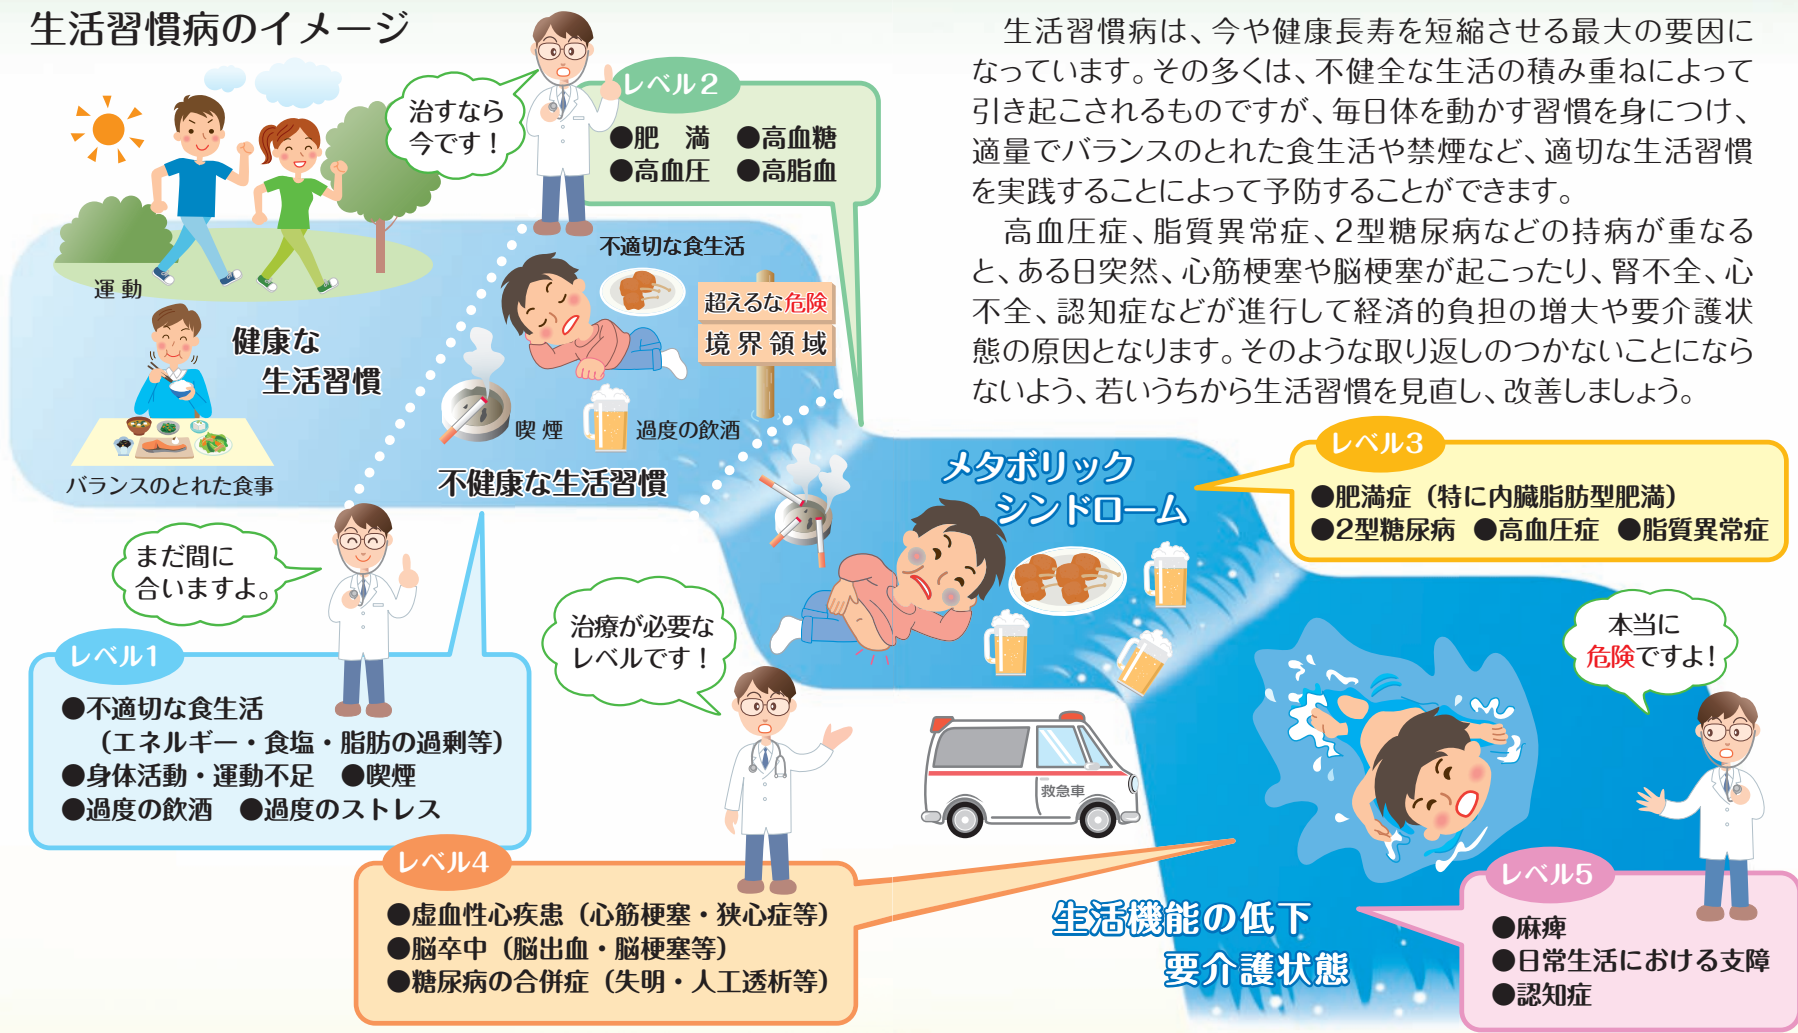 生活習慣病のイメージ
生活習慣病は、今や健康長寿を短縮させる最大の要因に
なっています。その多くは、不健全な生活の積み重ねによって
引き起こされるものですが、毎日体を動かす習慣を身につけ、
適量でバランスのとれた食生活や禁煙など、適切な生活習慣
を実践することによって予防することができます。
高血圧症、脂質異常症、2型糖尿病などの持病が重なる
と、ある日突然、心筋梗塞や脳梗塞が起こったり、腎不全、心
不全、認知症などが進行して経済的負担の増大や要介護状
態の原因となります。そのような取り返しのつかないことになら
ないよう、若いうちから生活習慣を見直し、改善しましょう。
運動
健康な
生活習慣
バランスのとれた食事
治すなら
今です！
レベル2
●肥　満　●高血糖
●高血圧　●高脂血
不適切な食生活
超えるな危険
境界領域
喫煙
過度の飲酒
不健康な生活習慣
まだ間に
合いますよ。
レベル1
●不適切な食生活
（エネルギー・食塩・脂肪の過剰等）
●身体活動・運動不足　●喫煙
●過度の飲酒　●過度のストレス
メタボリック
シンドローム
レベル3
●肥満症（特に内臓脂肪型肥満）
●2型糖尿病　●高血圧症　●脂質異常症
治療が必要な
レベルです！
救急車
レベル4
●虚血性心疾患（心筋梗塞・狭心症等）
●脳卒中（脳出血・脳梗塞等）
●糖尿病の合併症（失明・人工透析等）
本当に
危険ですよ！
生活機能の低下
要介護状態
レベル5
●麻痺
●日常生活における支障
●認知症